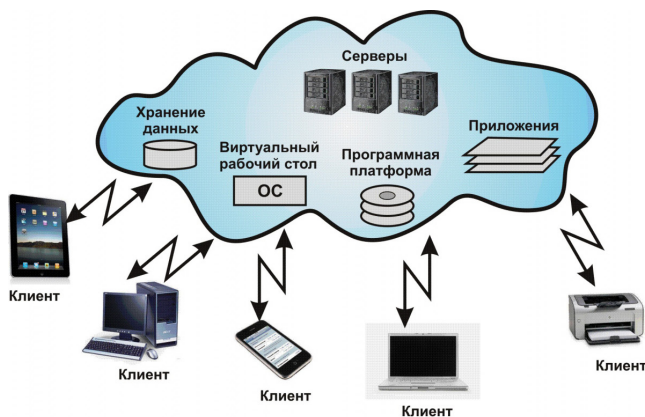 Серверы
Хранение
данных
Виртуальный
рабочий стол
ОС
Программная
платформа
Приложения
Клиент
Клиент
Клиент
Клиент
Клиент